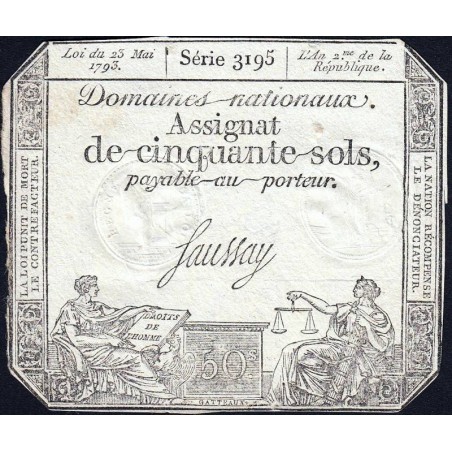 Loi du 23 Mai
1793.
Série 3195
L'An 2.me de la
République.
Domaines nationaux.
Assignat
de cinquante sols,
payable au porteur.
Saussay
LA LOI PUNIT DE MORT
LE CONTREFACTEUR.
LA NATION RÉCOMPENSE
LE DÉNONCIATEUR.
DROITS
DE
L'HOMME
50s
GATTEAUX